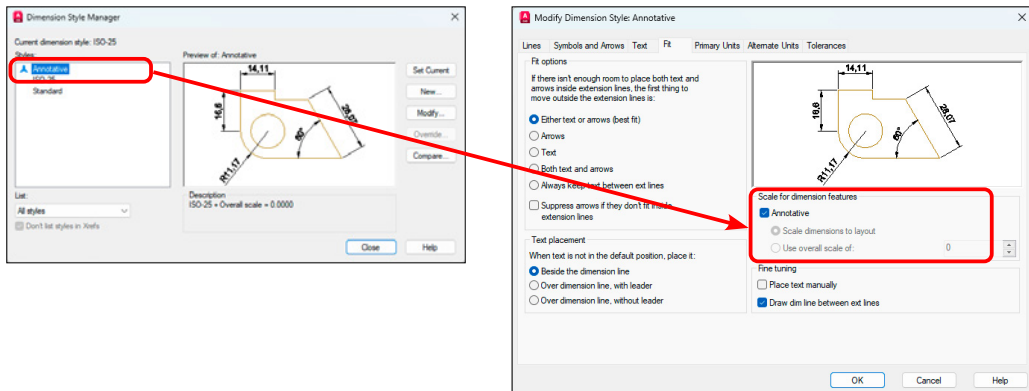 Dimension Style Manager
Current dimension style: ISO-25
Styles:
Annotative
ISO-25
Standard
Preview of: Annotative
14,11
16,6
28,07
60°
R11,17
Set Current
New...
Modify...
Override...
Compare...
List:
All styles
Don't list styles in Xrefs
Description
ISO-25 + Overall scale = 0.0000
Close
Help
Modify Dimension Style: Annotative
Lines
Symbols and Arrows
Text
Fit
Primary Units
Alternate Units
Tolerances
Fit options
If there isn't enough room to place both text and
arrows inside extension lines, the first thing to
move outside the extension lines is:
Either text or arrows (best fit)
Arrows
Text
Both text and arrows
Always keep text between ext lines
Suppress arrows if they don't fit inside
extension lines
Text placement
When text is not in the default position, place it:
Beside the dimension line
Over dimension line, with leader
Over dimension line, without leader
14,11
16,6
28,07
60°
R11,17
Scale for dimension features
Annotative
Scale dimensions to layout
Use overall scale of:
0
Fine tuning
Place text manually
Draw dim line between ext lines
OK
Cancel
Help